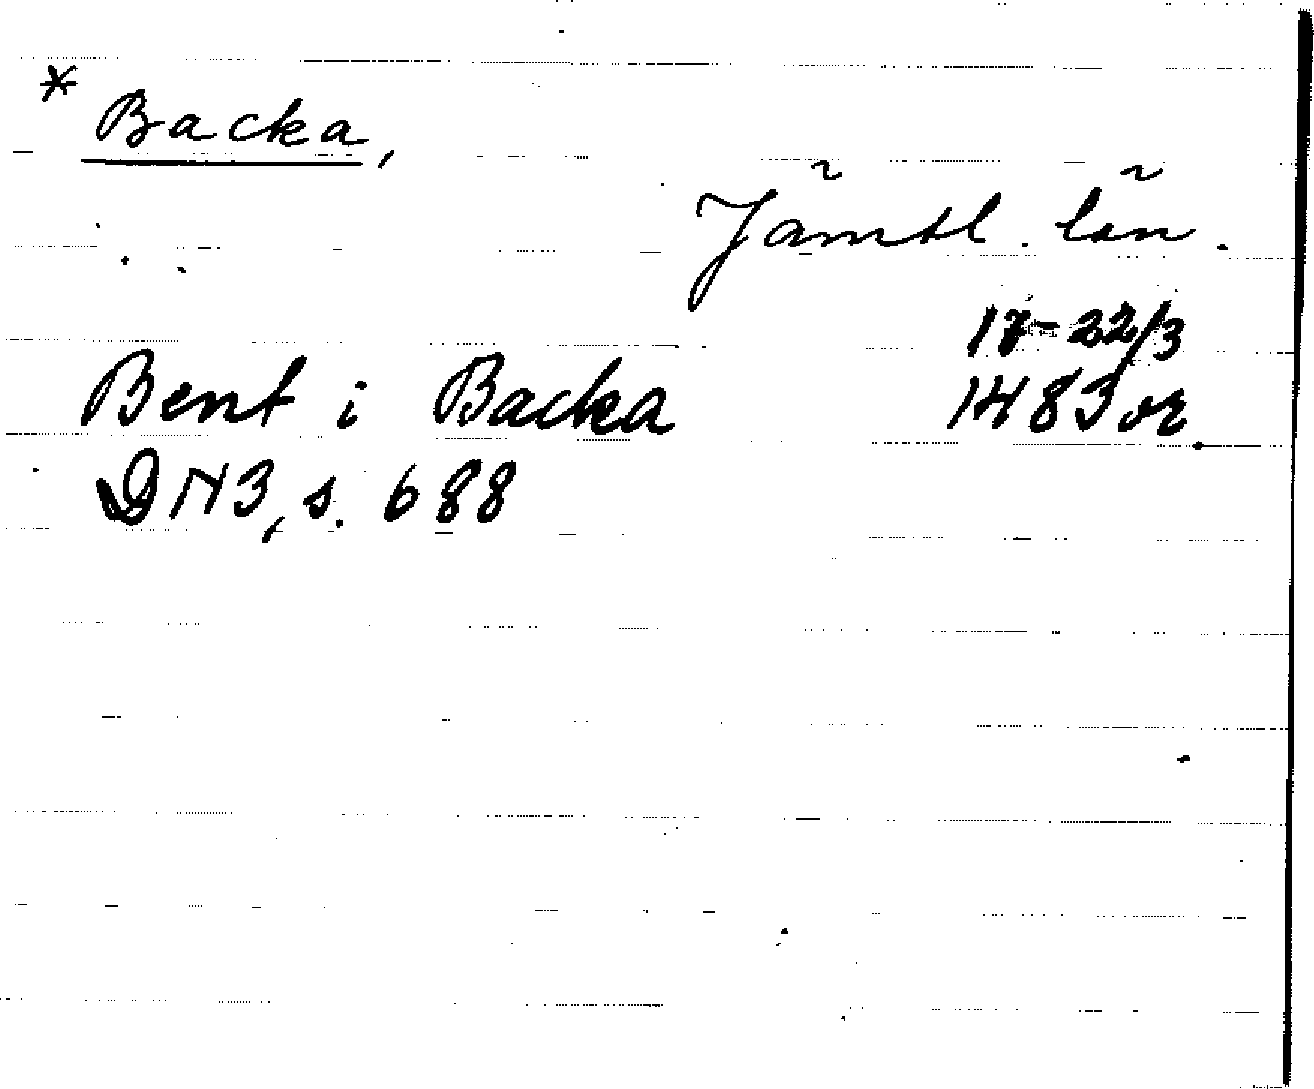 * Backa,
Jämtl. län.
17-22/3
Bent i Backa 1483 or.
DN3, s. 688